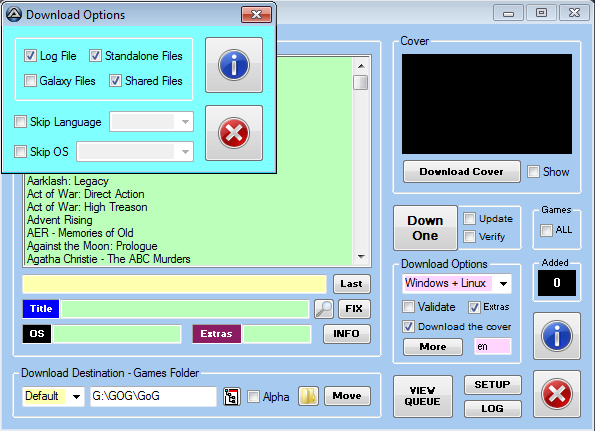 Download Options
Log File
Standalone Files
Galaxy Files
Shared Files
Skip Language
Skip OS
Aarklash: Legacy
Act of War: Direct Action
Act of War: High Treason
Advent Rising
AER - Memories of Old
Against the Moon: Prologue
Agatha Christie - The ABC Murders
Last
Title
FIX
OS
Extras
INFO
Download Destination - Games Folder
Default
G:\GOG\GoG
Alpha
Move
Cover
Download Cover
Show
Down One
Update
Verify
Games
ALL
Download Options
Windows + Linux
Validate
Extras
Download the cover
More
en
Added
0
VIEW QUEUE
SETUP
LOG